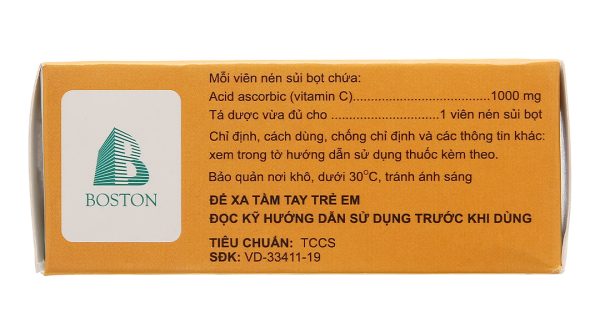 Mỗi viên nén sủi bọt chứa:
Acid ascorbic (vitamin C)..............................1000 mg
Tá dược vừa đủ cho ........................1 viên nén sủi bọt
Chỉ định, cách dùng, chống chỉ định và các thông tin khác:
xem trong tờ hướng dẫn sử dụng thuốc kèm theo.
Bảo quản nơi khô, dưới 30°C, tránh ánh sáng
ĐỂ XA TẦM TAY TRẺ EM
ĐỌC KỸ HƯỚNG DẪN SỬ DỤNG TRƯỚC KHI DÙNG
TIÊU CHUẨN: TCCS
SĐK: VD-33411-19
B
BOSTON